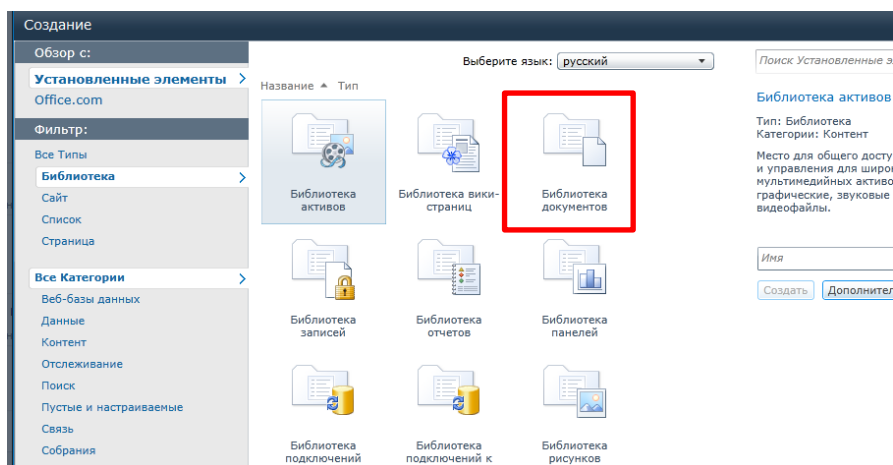 Создание
Обзор с:
Установленные элементы
Office.com
Фильтр:
Все Типы
Библиотека
Сайт
Список
Страница
Все Категории
Веб-базы данных
Данные
Контент
Отслеживание
Поиск
Пустые и настраиваемые
Связь
Собрания
Выберите язык: русский
Название Тип
Библиотека
активов
Библиотека вики-
страниц
Библиотека
документов
Библиотека
записей
Библиотека
отчетов
Библиотека
панелей
Библиотека
подключений
Библиотека
подключений к
Библиотека
рисунков
Поиск Установленные э
Библиотека активов
Тип: Библиотека
Категории: Контент
Место для общего досту
и управления для широк
мультимедийных активо
графические, звуковые
видеофайлы.
Имя
Создать Дополнител